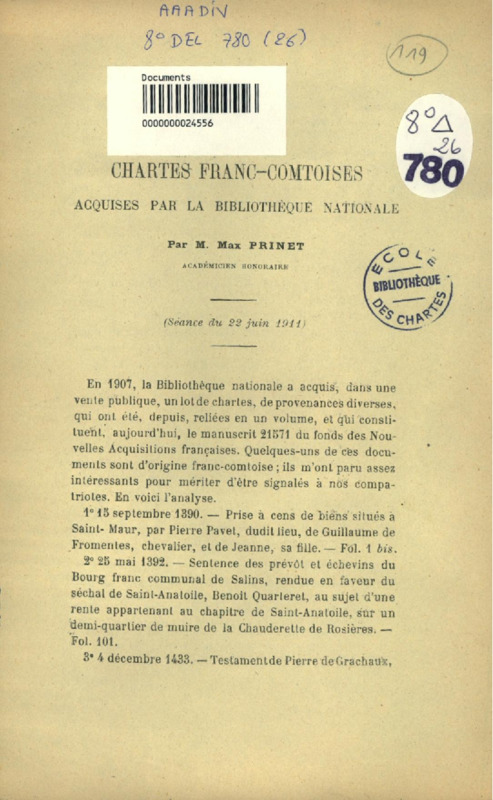 AAADIV
8° DEL 780 (26)
119
Documents
0000000024556
8° Δ
26
780
CHARTES FRANC-COMTOISES
ACQUISES PAR LA BIBLIOTHÈQUE NATIONALE
Par M. Max PRINET
ACADÉMICIEN HONORAIRE
ECOLE
BIBLIOTHÈQUE
DES CHARTES
(Séance du 22 juin 1911)
En 1907, la Bibliothèque nationale a acquis, dans une
vente publique, un lot de chartes, de provenances diverses,
qui ont été, depuis, reliées en un volume, et qui consti-
tuent, aujourd'hui, le manuscrit 21571 du fonds des Nou-
velles Acquisitions françaises. Quelques-uns de ces docu-
ments sont d'origine franc-comtoise ; ils m'ont paru assez
intéressants pour mériter d'être signalés à nos compa-
triotes. En voici l'analyse.
1° 15 septembre 1390. — Prise à cens de biens situés à
Saint-Maur, par Pierre Pavet, dudit lieu, de Guillaume de
Fromentes, chevalier, et de Jeanne, sa fille. — Fol. 1 bis.
2° 25 mai 1392. — Sentence des prévôt et échevins du
Bourg franc communal de Salins, rendue en faveur du
séchal de Saint-Anatoile, Benoit Quarteret, au sujet d'une
rente appartenant au chapitre de Saint-Anatoile, sur un
demi-quartier de muire de la Chauderette de Rosières. —
Fol. 101.
3° 4 décembre 1433. — Testament de Pierre de Grachaux,